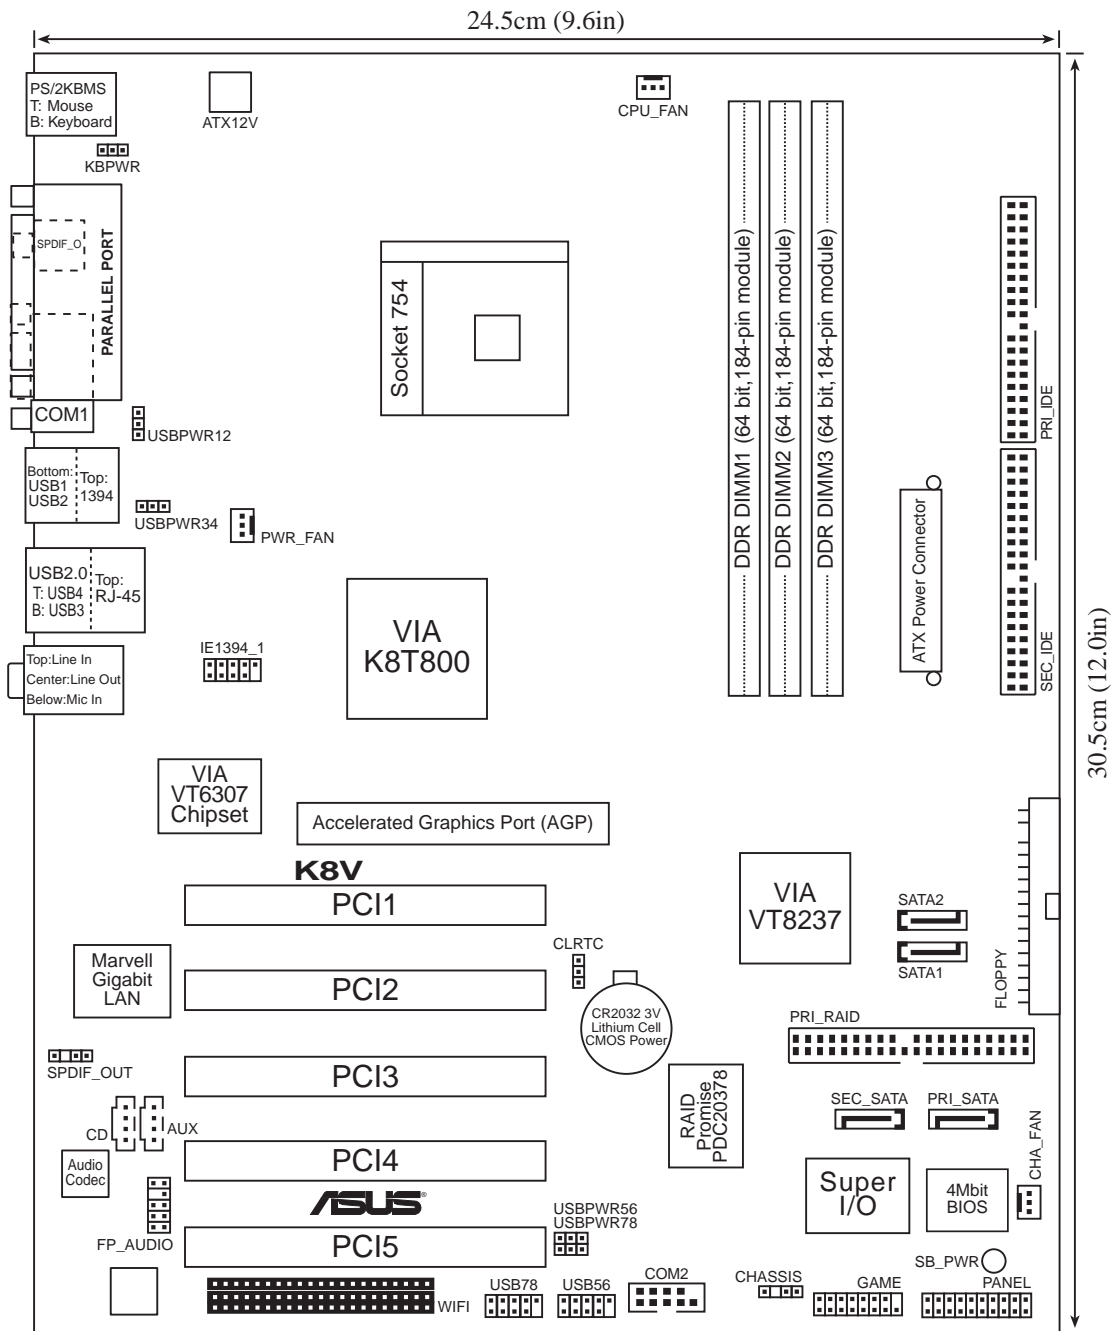 24.5cm (9.6in)
PS/2KBMS
T: Mouse
B: Keyboard
ATX12V
CPU_FAN
KBPWR
SPDIF_O
PARALLEL PORT
Socket 754
DDR DIMM1 (64 bit,184-pin module)
DDR DIMM2 (64 bit,184-pin module)
DDR DIMM3 (64 bit,184-pin module)
PRI_IDE
COM1
USBPWR12
Bottom:
USB1
USB2
Top:
1394
USBPWR34
PWR_FAN
ATX Power Connector
SEC_IDE
30.5cm (12.0in)
USB2.0
T: USB4
B: USB3
Top:
RJ-45
VIA
K8T800
IE1394_1
Top:Line In
Center:Line Out
Below:Mic In
VIA
VT6307
Chipset
Accelerated Graphics Port (AGP)
K8V
PCI1
VIA
VT8237
SATA2
SATA1
FLOPPY
Marvell
Gigabit
LAN
PCI2
CLRTC
CR2032 3V
Lithium Cell
CMOS Power
PRI_RAID
SPDIF_OUT
PCI3
RAID
Promise
PDC20378
SEC_SATA
PRI_SATA
CHA_FAN
CD
AUX
Audio
Codec
PCI4
Super
I/O
4Mbit
BIOS
ASUS®
FP_AUDIO
PCI5
USBPWR56
USBPWR78
SB_PWR
WIFI
USB78
USB56
COM2
CHASSIS
GAME
PANEL